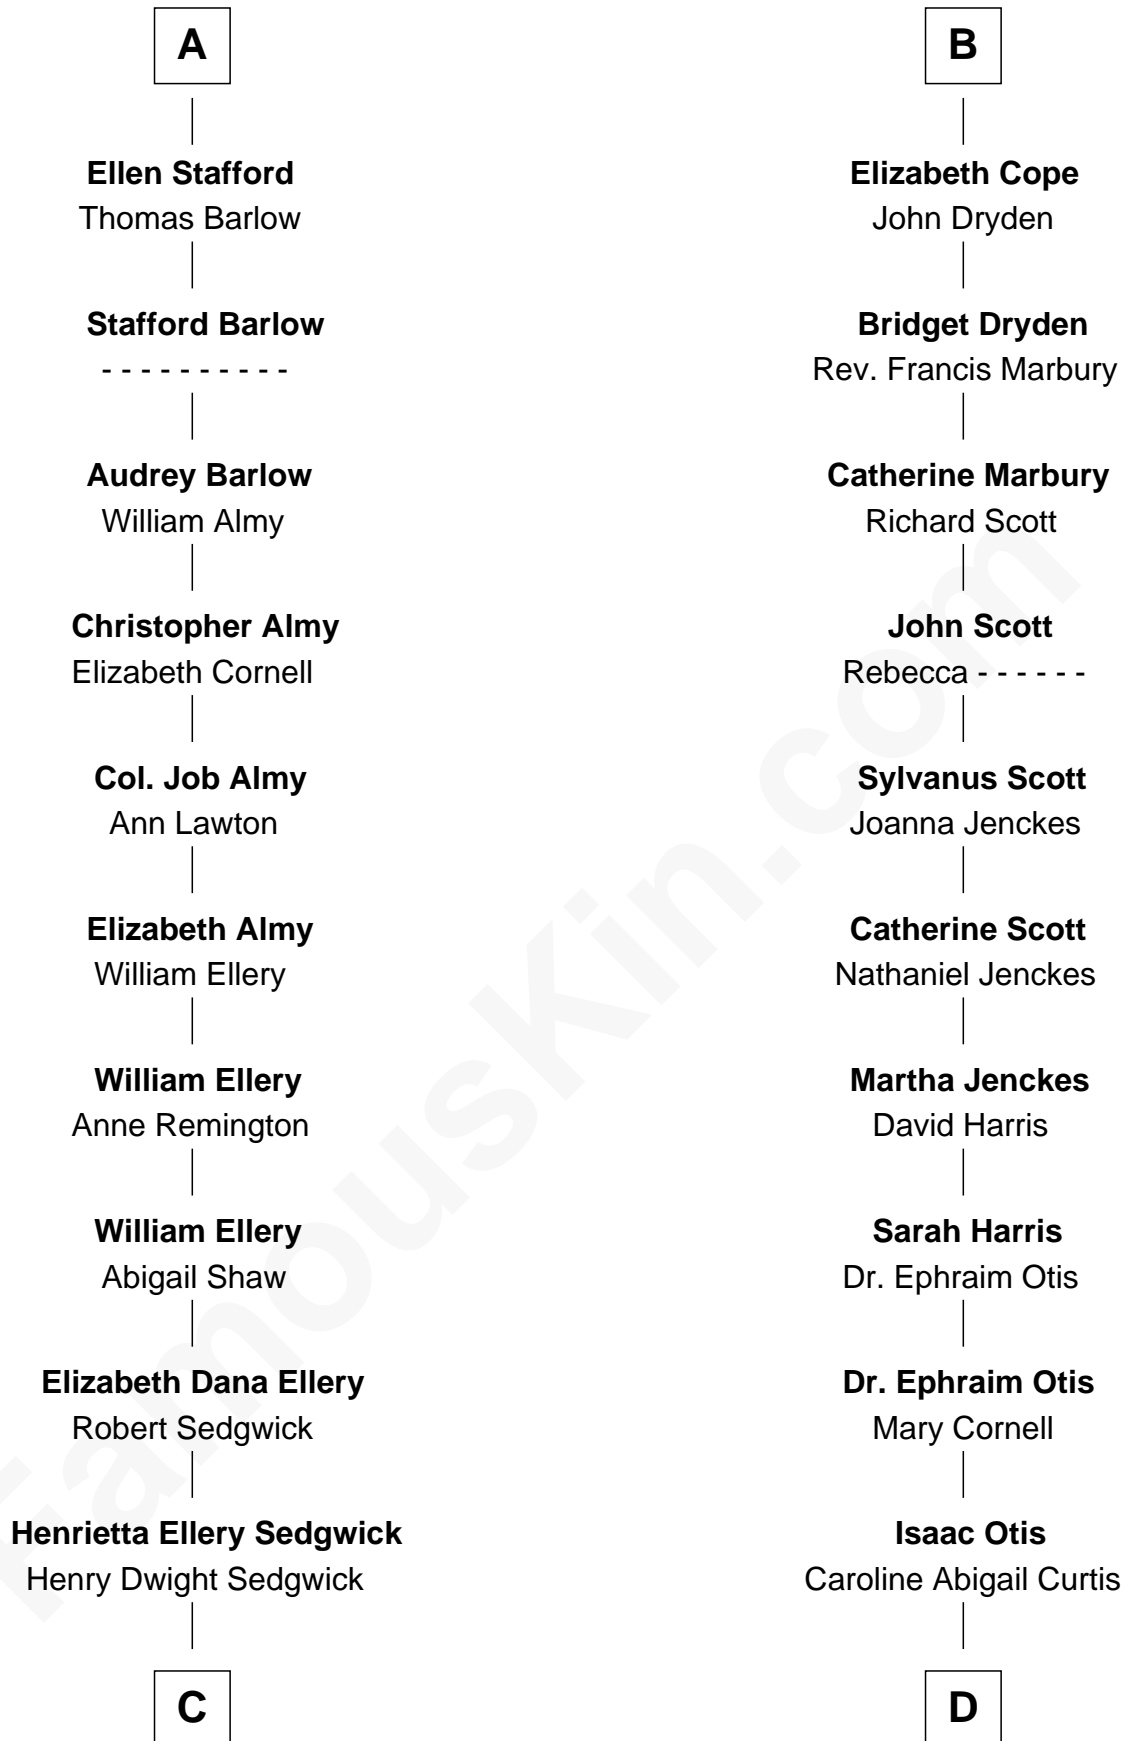 A
Ellen Stafford
Thomas Barlow
Stafford Barlow
- - - - - - - - - -
Audrey Barlow
William Almy
Christopher Almy
Elizabeth Cornell
Col. Job Almy
Ann Lawton
Elizabeth Almy
William Ellery
William Ellery
Anne Remington
William Ellery
Abigail Shaw
Elizabeth Dana Ellery
Robert Sedgwick
Henrietta Ellery Sedgwick
Henry Dwight Sedgwick
C
B
Elizabeth Cope
John Dryden
Bridget Dryden
Rev. Francis Marbury
Catherine Marbury
Richard Scott
John Scott
Rebecca - - - - - -
Sylvanus Scott
Joanna Jenckes
Catherine Scott
Nathaniel Jenckes
Martha Jenckes
David Harris
Sarah Harris
Dr. Ephraim Otis
Dr. Ephraim Otis
Mary Cornell
Isaac Otis
Caroline Abigail Curtis
D
FamousKin.com